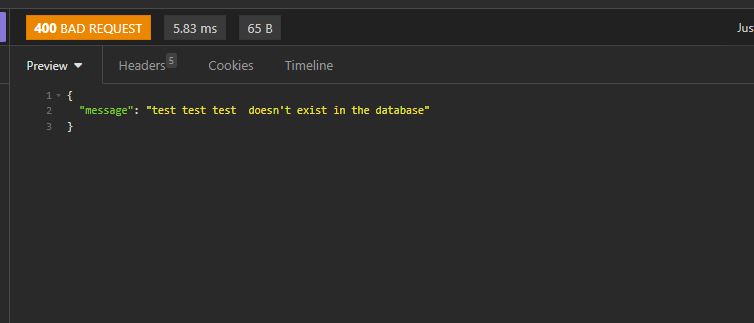 400 BAD REQUEST 5.83 ms 65 B Jus
Preview Headers 5 Cookies Timeline
1 {
2 "message": "test test test  doesn't exist in the database"
3 }